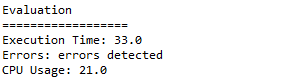 Evaluation
==================
Execution Time: 33.0
Errors: errors detected
CPU Usage: 21.0